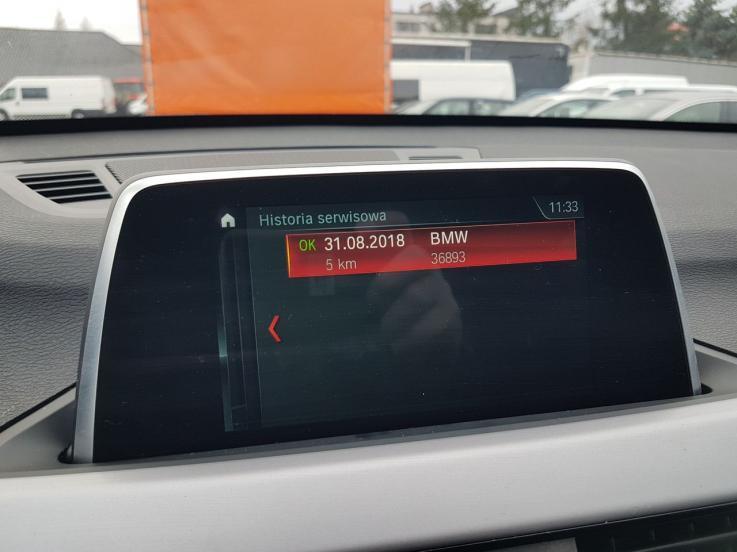 Historia serwisowa 11:33
OK 31.08.2018 BMW
5 km 36893